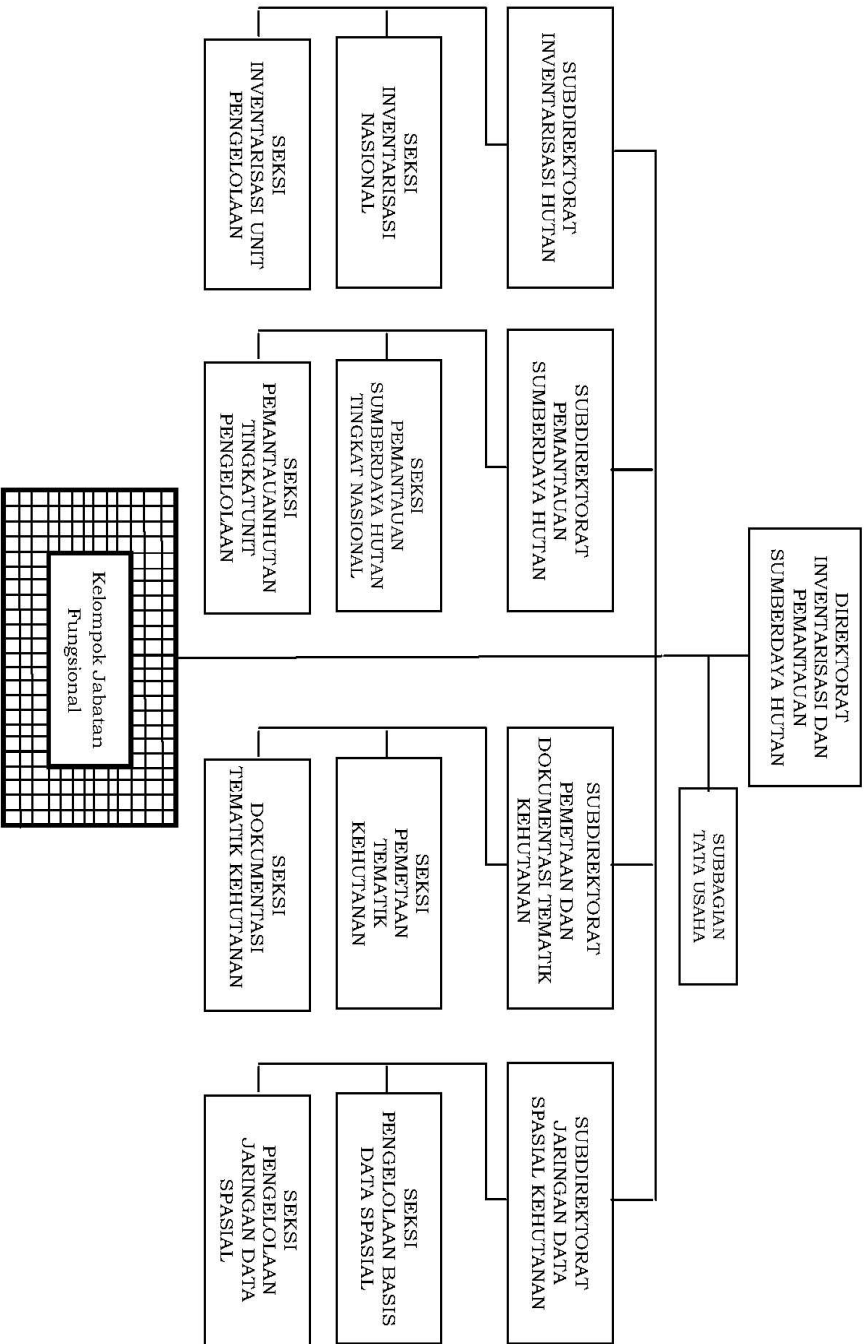 DIREKTORAT
INVENTARISASI DAN
PEMANTAUAN
SUMBERDAYA HUTAN
SUBBAGIAN
TATA USAHA
SUBDIREKTORAT
INVENTARISASI HUTAN
SEKSI
INVENTARISASI
NASIONAL
SEKSI
INVENTARISASI UNIT
PENGELOLAAN
SUBDIREKTORAT
PEMANTAUAN
SUMBERDAYA HUTAN
SEKSI
PEMANTAUAN
SUMBERDAYA HUTAN
TINGKAT NASIONAL
SEKSI
PEMANTAUANHUTAN
TINGKATUNIT
PENGELOLAAN
SUBDIREKTORAT
PEMETAAN DAN
DOKUMENTASI TEMATIK
KEHUTANAN
SEKSI
PEMETAAN
TEMATIK
KEHUTANAN
SEKSI
DOKUMENTASI
TEMATIK KEHUTANAN
SUBDIREKTORAT
JARINGAN DATA
SPASIAL KEHUTANAN
SEKSI
PENGELOLAAN BASIS
DATA SPASIAL
SEKSI
PENGELOLAAN
JARINGAN DATA
SPASIAL
Kelompok Jabatan
Fungsional